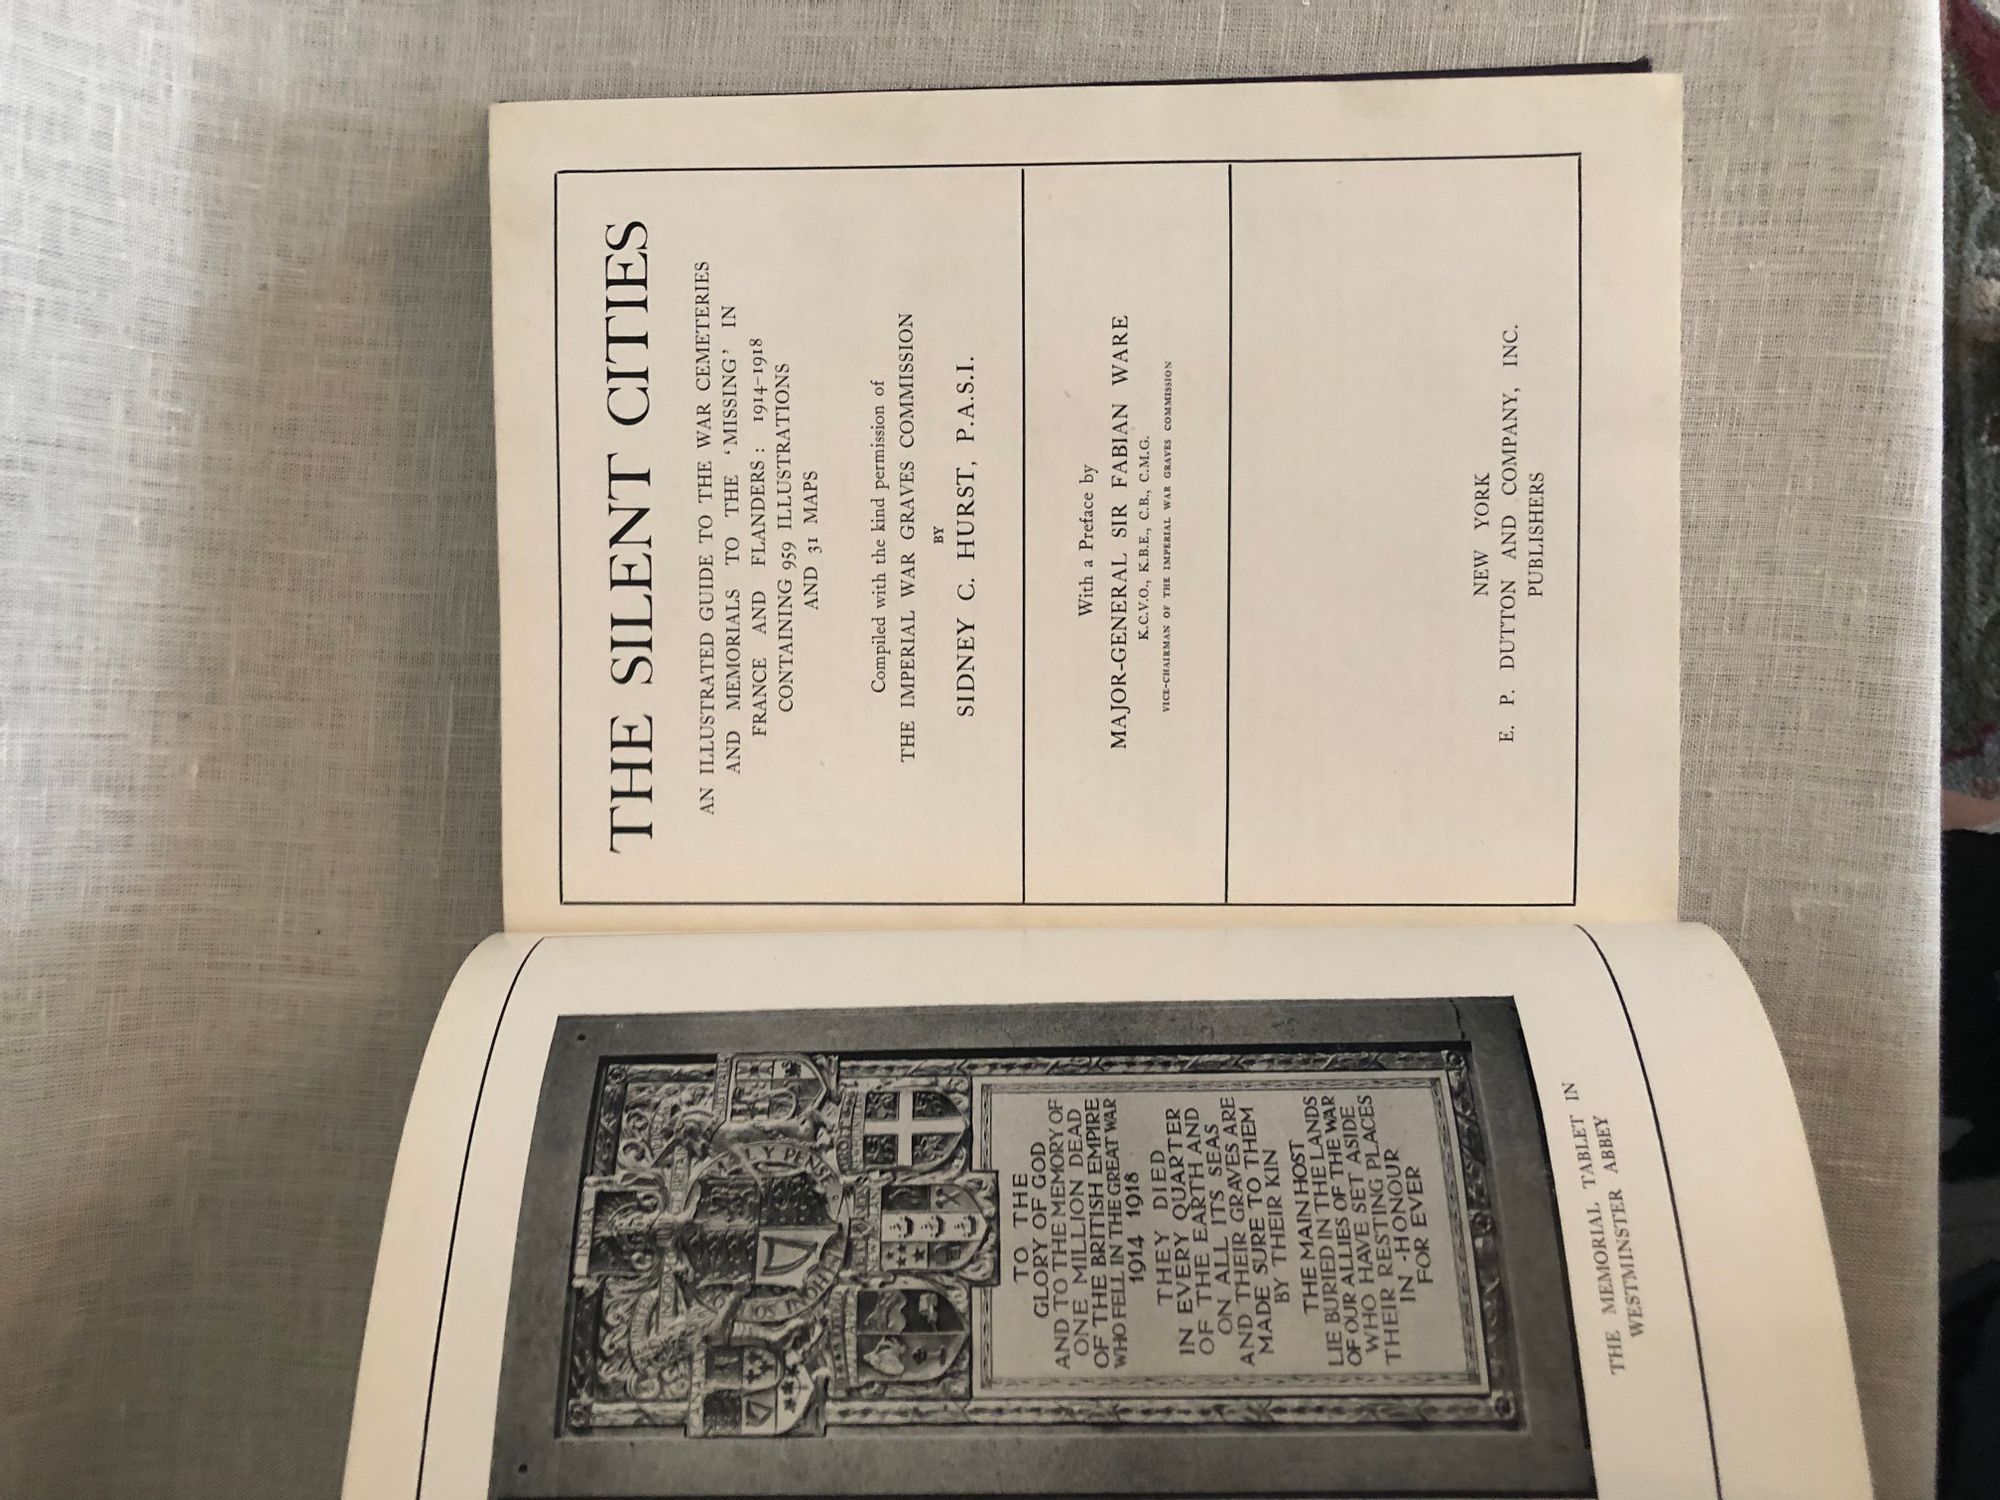 INDIA
TO THE
GLORY OF GOD
AND TO THE MEMORY OF
ONE MILLION DEAD
OF THE BRITISH EMPIRE
WHO FELL IN THE GREAT WAR
1914 1918
THEY DIED
IN EVERY QUARTER
OF THE EARTH AND
ON ALL ITS SEAS
AND THEIR GRAVES ARE
MADE SURE TO THEM
BY THEIR KIN
THE MAIN HOST
LIE BURIED IN THE LANDS
OF OUR ALLIES OF THE WAR
WHO HAVE SET ASIDE
THEIR RESTING PLACES
IN · HONOUR
FOR EVER
THE MEMORIAL TABLET IN
WESTMINSTER ABBEY
THE SILENT CITIES
AN ILLUSTRATED GUIDE TO THE WAR CEMETERIES
AND MEMORIALS TO THE ‘MISSING’ IN
FRANCE AND FLANDERS: 1914–1918
CONTAINING 959 ILLUSTRATIONS
AND 31 MAPS
Compiled with the kind permission of
THE IMPERIAL WAR GRAVES COMMISSION
BY
SIDNEY C. HURST, P.A.S.I.
With a Preface by
MAJOR-GENERAL SIR FABIAN WARE
K.C.V.O., K.B.E., C.B., C.M.G.
VICE-CHAIRMAN OF THE IMPERIAL WAR GRAVES COMMISSION
NEW YORK
E. P. DUTTON AND COMPANY, INC.
PUBLISHERS